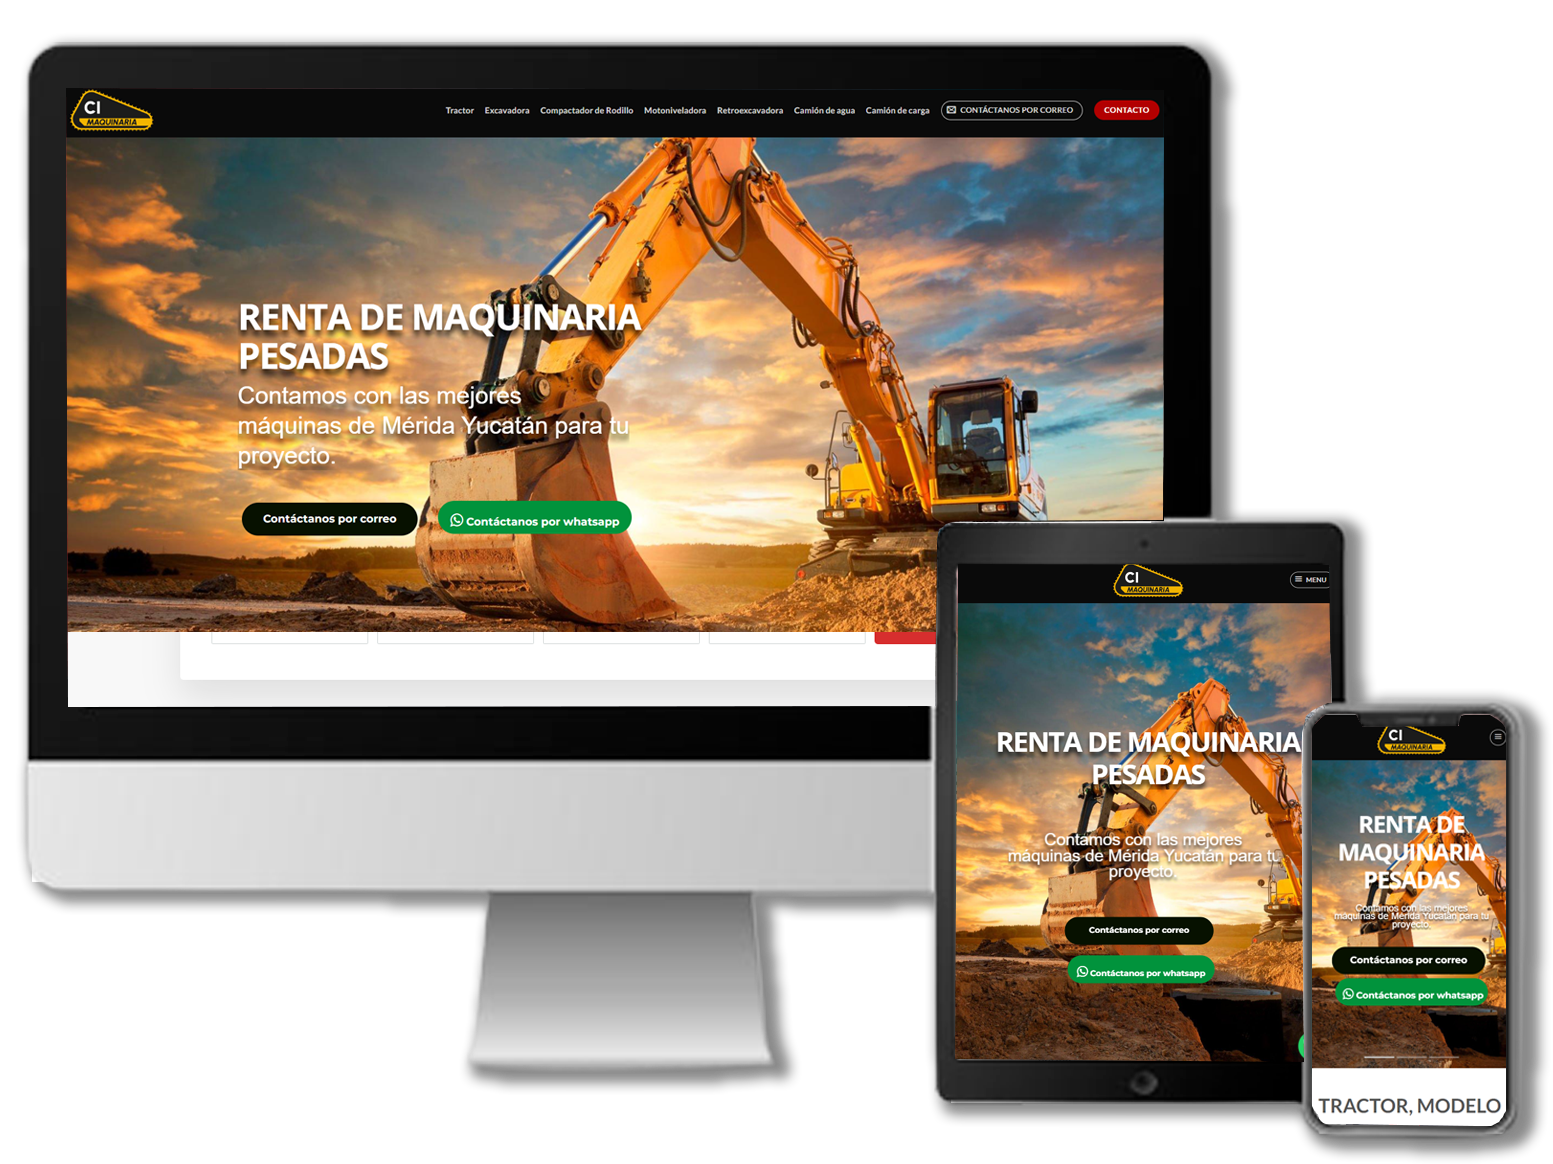 CI
MAQUINARIA
Tractor Excavadora Compactador de Rodillo Motoniveladora Retroexcavadora Camión de agua Camión de carga CONTÁCTANOS POR CORREO CONTACTO
RENTA DE MAQUINARIA
PESADAS
Contamos con las mejores
máquinas de Mérida Yucatán para tu
proyecto.
Contáctanos por correo
Contáctanos por whatsapp
CI
MAQUINARIA
MENU
RENTA DE MAQUINARIA
PESADAS
Contamos con las mejores
máquinas de Mérida Yucatán para tu
proyecto.
Contáctanos por correo
Contáctanos por whatsapp
CI
MAQUINARIA
RENTA DE
MAQUINARIA
PESADAS
Contamos con las mejores
máquinas de Mérida Yucatán para tu
proyecto.
Contáctanos por correo
Contáctanos por whatsapp
TRACTOR, MODELO